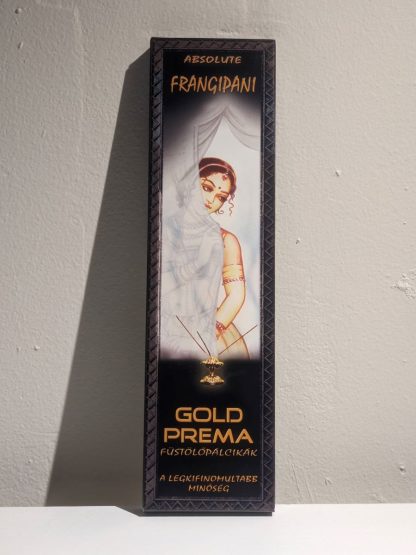 ABSOLUTE
FRANGIPANI
GOLD
PREMA
FÜSTÖLŐPÁLCIKÁK
A LEGKIFINOMULTABB
MINŐSÉG